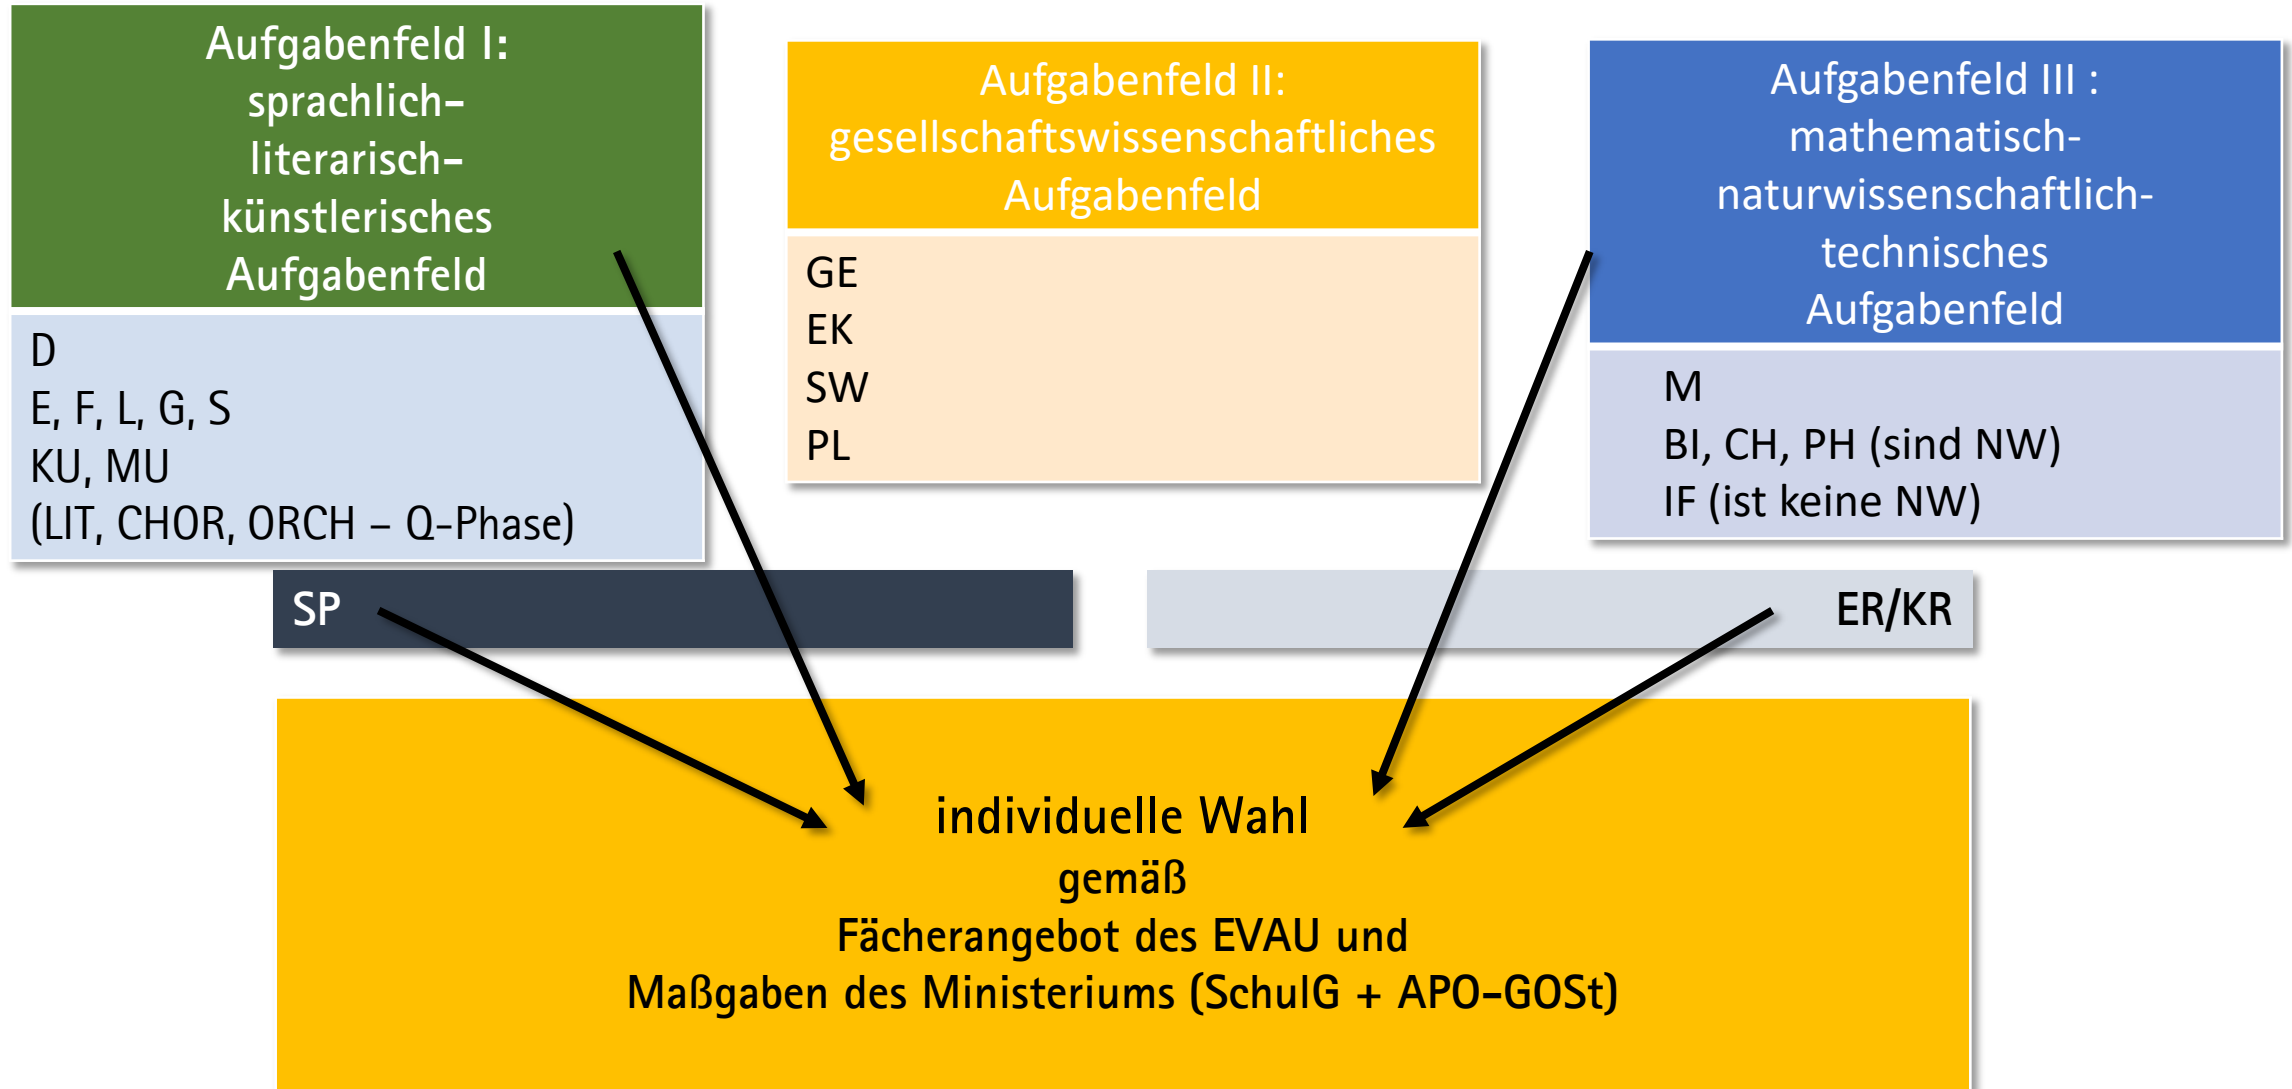 Aufgabenfeld I:
sprachlich-
literarisch-
künstlerisches
Aufgabenfeld
D
E, F, L, G, S
KU, MU
(LIT, CHOR, ORCH – Q-Phase)
Aufgabenfeld II:
gesellschaftswissenschaftliches
Aufgabenfeld
GE
EK
SW
PL
Aufgabenfeld III :
mathematisch-
naturwissenschaftlich-
technisches
Aufgabenfeld
M
BI, CH, PH (sind NW)
IF (ist keine NW)
SP
ER/KR
individuelle Wahl
gemäß
Fächerangebot des EVAU und
Maßgaben des Ministeriums (SchulG + APO-GOSt)